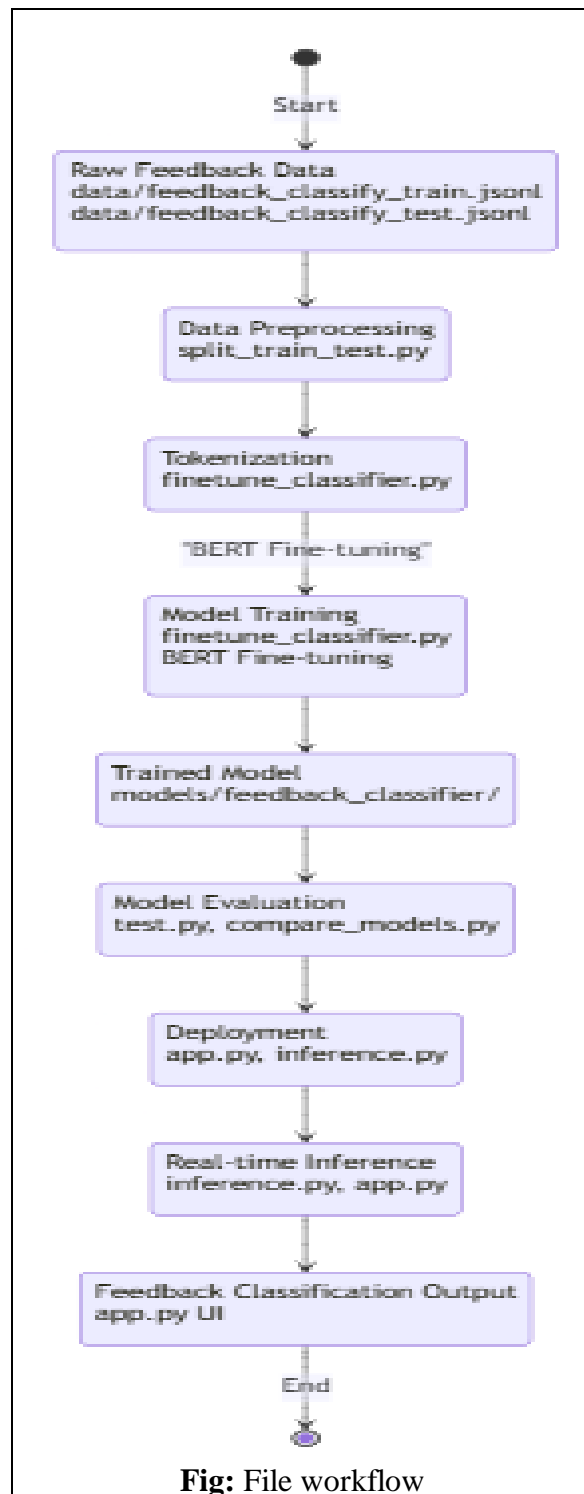 Start
Raw Feedback Data
data/feedback_classify_train.jsonl
data/feedback_classify_test.jsonl
Data Preprocessing
split_train_test.py
Tokenization
finetune_classifier.py
"BERT Fine-tuning"
Model Training
finetune_classifier.py
BERT Fine-tuning
Trained Model
models/feedback_classifier/
Model Evaluation
test.py, compare_models.py
Deployment
app.py, inference.py
Real-time Inference
inference.py, app.py
Feedback Classification Output
app.py UI
End
Fig: File workflow